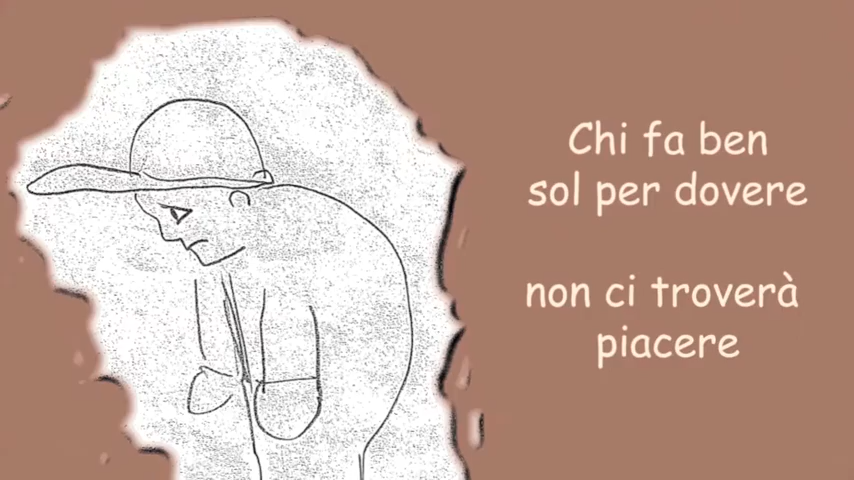 Chi fa ben
sol per dovere
non ci troverà
piacere